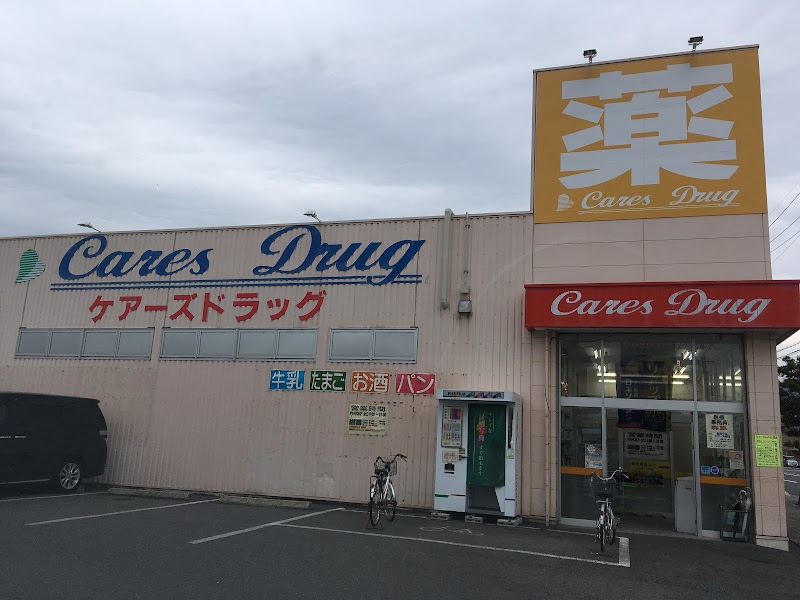 薬
Cares Drug
Cares Drug
ケアーズドラッグ
Cares Drug
牛乳
たまご
お酒
パン
営業時間